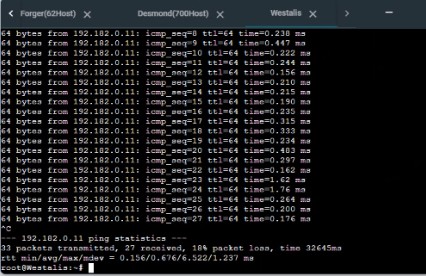 Forger(62Host)
Desmond(700Host)
Westalis
64 bytes from 192.182.0.11: icmp_seq=8 ttl=64 time=0.238 ms
64 bytes from 192.182.0.11: icmp_seq=9 ttl=64 time=0.447 ms
64 bytes from 192.182.0.11: icmp_seq=10 ttl=64 time=0.222 ms
64 bytes from 192.182.0.11: icmp_seq=11 ttl=64 time=0.244 ms
64 bytes from 192.182.0.11: icmp_seq=12 ttl=64 time=0.156 ms
64 bytes from 192.182.0.11: icmp_seq=13 ttl=64 time=0.210 ms
64 bytes from 192.182.0.11: icmp_seq=14 ttl=64 time=0.215 ms
64 bytes from 192.182.0.11: icmp_seq=15 ttl=64 time=0.190 ms
64 bytes from 192.182.0.11: icmp_seq=16 ttl=64 time=0.235 ms
64 bytes from 192.182.0.11: icmp_seq=17 ttl=64 time=0.315 ms
64 bytes from 192.182.0.11: icmp_seq=18 ttl=64 time=0.333 ms
64 bytes from 192.182.0.11: icmp_seq=19 ttl=64 time=0.234 ms
64 bytes from 192.182.0.11: icmp_seq=20 ttl=64 time=0.483 ms
64 bytes from 192.182.0.11: icmp_seq=21 ttl=64 time=0.297 ms
64 bytes from 192.182.0.11: icmp_seq=22 ttl=64 time=0.162 ms
64 bytes from 192.182.0.11: icmp_seq=23 ttl=64 time=1.62 ms
64 bytes from 192.182.0.11: icmp_seq=24 ttl=64 time=1.76 ms
64 bytes from 192.182.0.11: icmp_seq=25 ttl=64 time=0.264 ms
64 bytes from 192.182.0.11: icmp_seq=26 ttl=64 time=0.200 ms
64 bytes from 192.182.0.11: icmp_seq=27 ttl=64 time=0.176 ms
^C
--- 192.182.0.11 ping statistics ---
33 packets transmitted, 27 received, 18% packet loss, time 32645ms
rtt min/avg/max/mdev = 0.156/0.676/6.522/1.237 ms
root@Westalis:~#